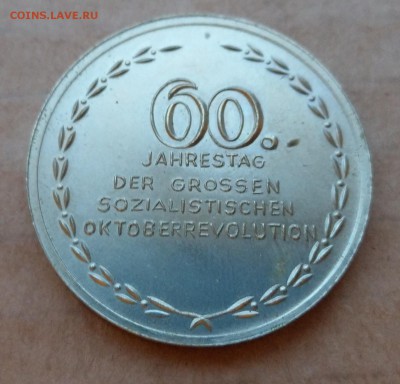 COINS.LAVE.RU
60.
JAHRESTAG
DER GROSSEN
SOZIALISTISCHEN
OKTOBERREVOLUTION